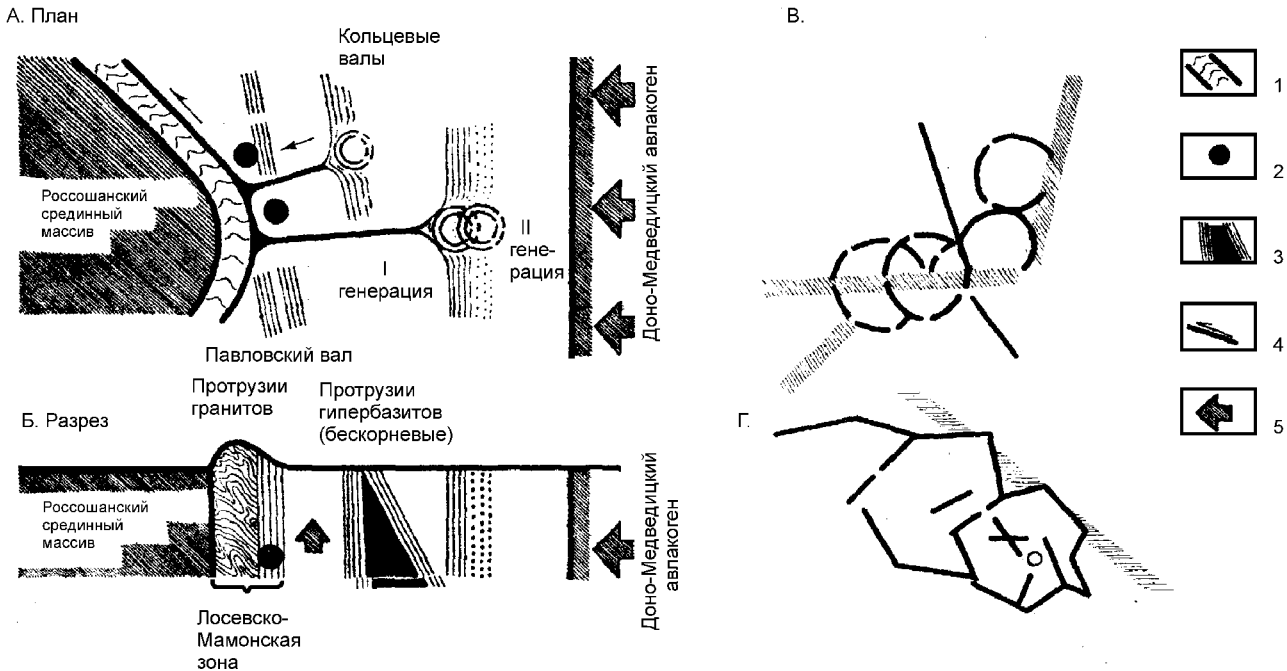 А. План
Кольцевые
валы
Россошанский
срединный
массив
I
генерация
II
гене-
рация
Доно-Медведицкий авлакоген
Павловский вал
Протрузии
гранитов
Протрузии
гипербазитов
(бескорневые)
Б. Разрез
Россошанский
срединный
массив
Доно-Медведицкий
авлакоген
Лосевско-
Мамонская
зона
В.
Г.
1
2
3
4
5